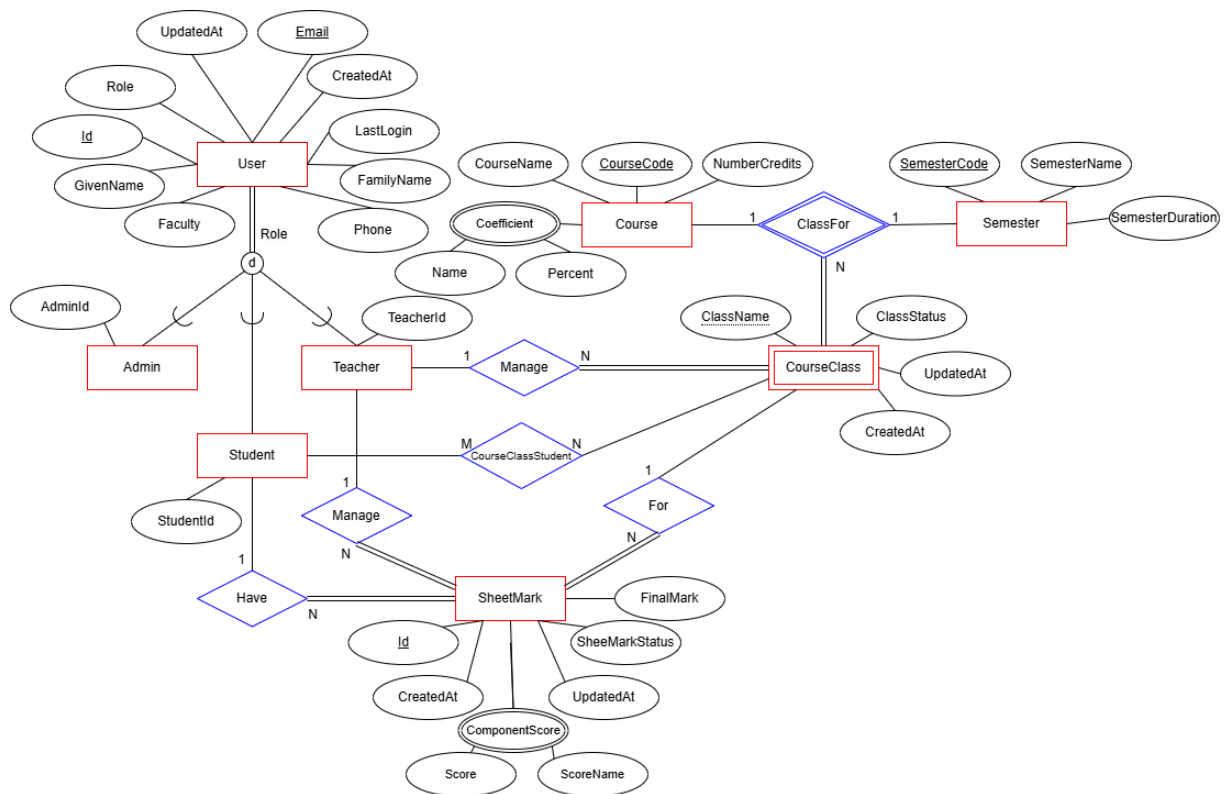 UpdatedAt
Email
Role
CreatedAt
Id
LastLogin
User
GivenName
FamilyName
Faculty
Phone
Role
d
CourseName
CourseCode
NumberCredits
SemesterCode
SemesterName
Coefficient
Course
1
ClassFor
1
Semester
SemesterDuration
Name
Percent
N
AdminId
TeacherId
ClassName
ClassStatus
Admin
Teacher
1
Manage
N
CourseClass
UpdatedAt
CreatedAt
Student
M
CourseClassStudent
N
1
StudentId
1
Manage
For
N
N
1
Have
N
SheetMark
FinalMark
Id
SheeMarkStatus
CreatedAt
UpdatedAt
ComponentScore
Score
ScoreName